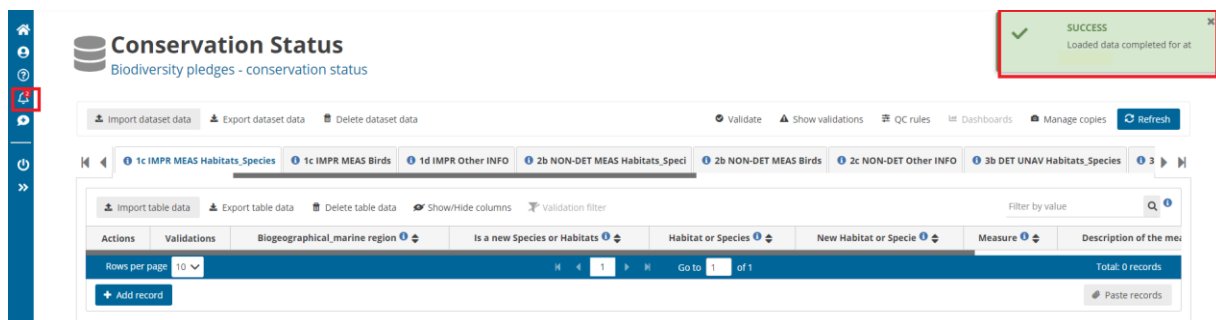 SUCCESS
Loaded data completed for at
Conservation Status
Biodiversity pledges - conservation status
Import dataset data Export dataset data Delete dataset data Validate Show validations QC rules Dashboards Manage copies Refresh
1c IMPR MEAS Habitats_Species 1c IMPR MEAS Birds 1d IMPR Other INFO 2b NON-DET MEAS Habitats_Speci 2b NON-DET MEAS Birds 2c NON-DET Other INFO 3b DET UNAV Habitats_Species 3
Import table data Export table data Delete table data Show/Hide columns Validation filter Filter by value
Actions Validations Biogeographical_marine region Is a new Species or Habitats Habitat or Species New Habitat or Specie Measure Description of the mea
Rows per page 10 1 Go to 1 of 1 Total: 0 records
+ Add record Paste records